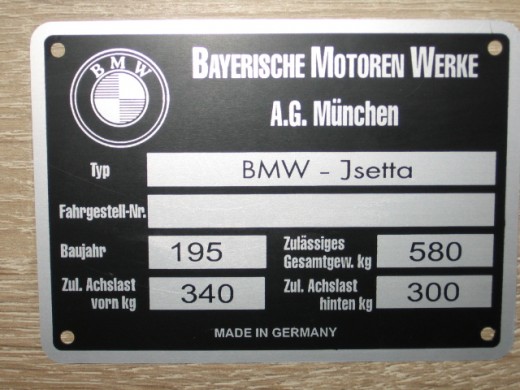 BMW
BAYERISCHE MOTOREN WERKE
A.G. München
Typ BMW - Jsetta
Fahrgestell-Nr.
Baujahr 195 Zulässiges Gesamtgew. kg 580
Zul. Achslast vorn kg 340 Zul. Achslast hinten kg 300
MADE IN GERMANY